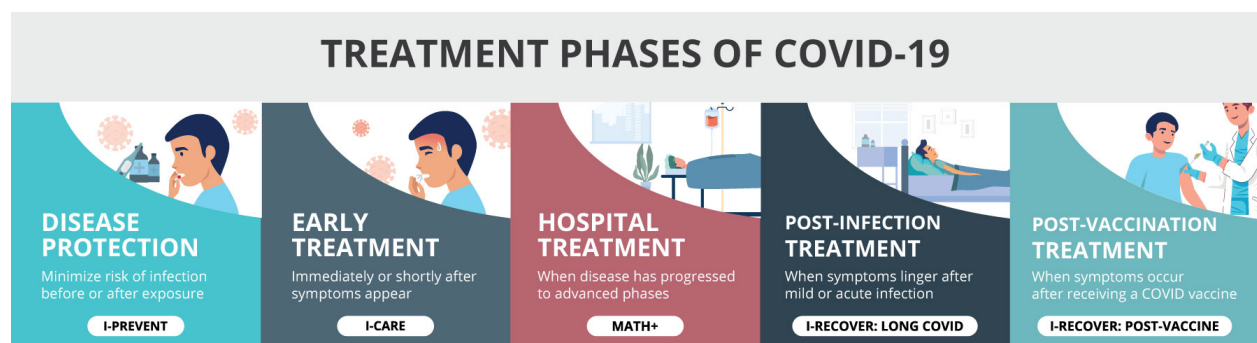 TREATMENT PHASES OF COVID-19
DISEASE
PROTECTION
Minimize risk of infection
before or after exposure
I-PREVENT
EARLY
TREATMENT
Immediately or shortly after
symptoms appear
I-CARE
HOSPITAL
TREATMENT
When disease has progressed
to advanced phases
MATH+
POST-INFECTION
TREATMENT
When symptoms linger after
mild or acute infection
I-RECOVER: LONG COVID
POST-VACCINATION
TREATMENT
When symptoms occur
after receiving a COVID vaccine
I-RECOVER: POST-VACCINE